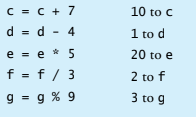 c = c + 7 10 to c
d = d - 4 1 to d
e = e * 5 20 to e
f = f / 3 2 to f
g = g % 9 3 to g